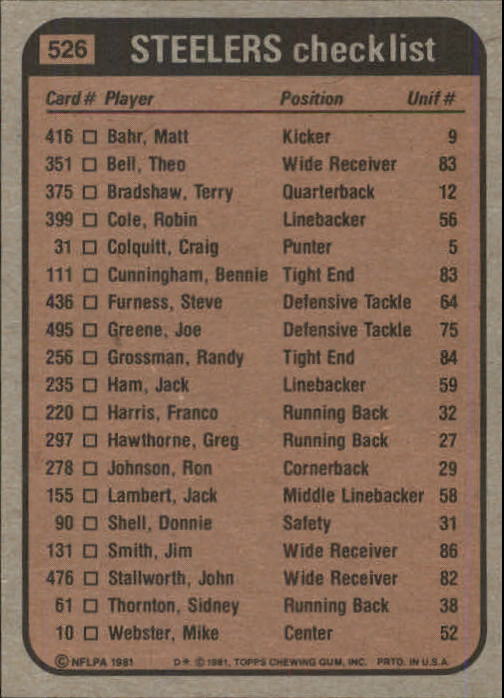 526 STEELERS checklist
Card # Player Position Unif #
416 □ Bahr, Matt Kicker 9
351 □ Bell, Theo Wide Receiver 83
375 □ Bradshaw, Terry Quarterback 12
399 □ Cole, Robin Linebacker 56
31 □ Colquitt, Craig Punter 5
111 □ Cunningham, Bennie Tight End 83
436 □ Furness, Steve Defensive Tackle 64
495 □ Greene, Joe Defensive Tackle 75
256 □ Grossman, Randy Tight End 84
235 □ Ham, Jack Linebacker 59
220 □ Harris, Franco Running Back 32
297 □ Hawthorne, Greg Running Back 27
278 □ Johnson, Ron Cornerback 29
155 □ Lambert, Jack Middle Linebacker 58
90 □ Shell, Donnie Safety 31
131 □ Smith, Jim Wide Receiver 86
476 □ Stallworth, John Wide Receiver 82
61 □ Thornton, Sidney Running Back 38
10 □ Webster, Mike Center 52
© NFLPA 1981 D* © 1981, TOPPS CHEWING GUM, INC. PRTD. IN U.S.A.